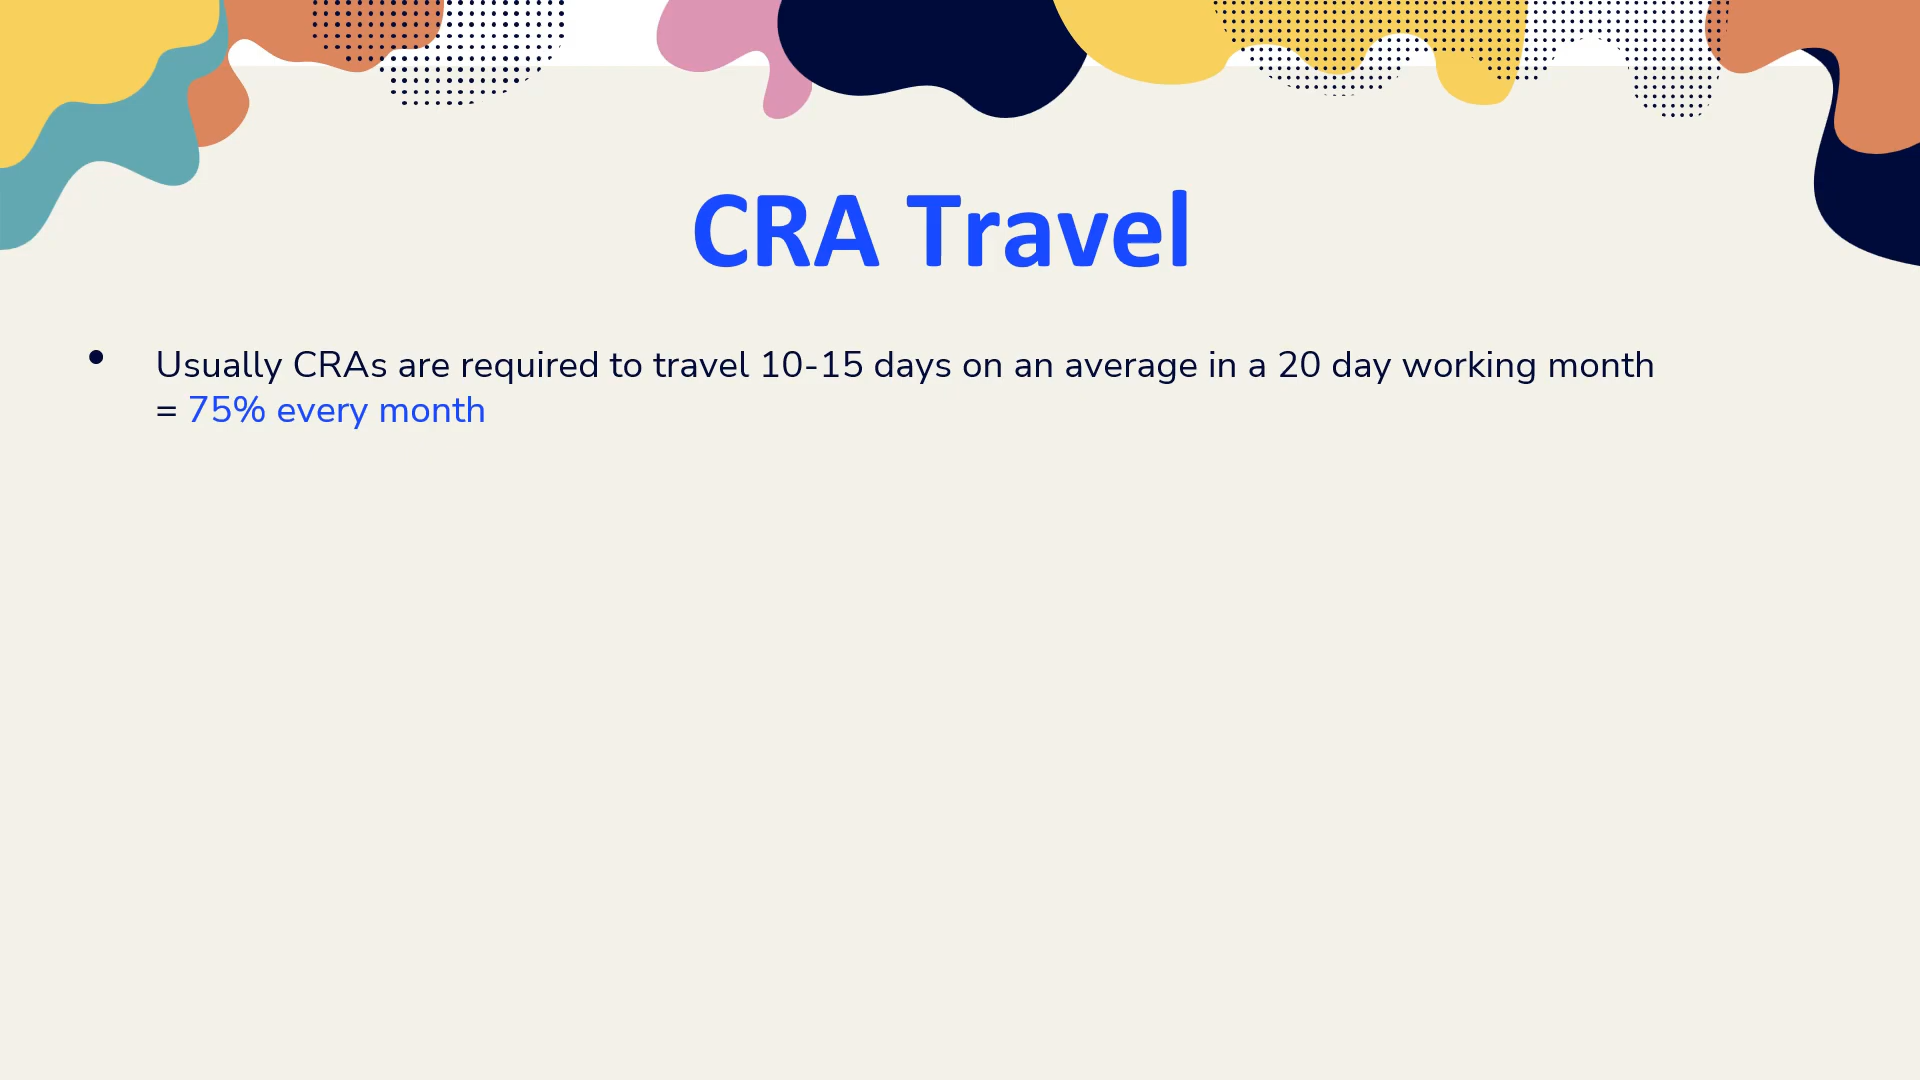 CRA Travel
• Usually CRAs are required to travel 10-15 days on an average in a 20 day working month
= 75% every month